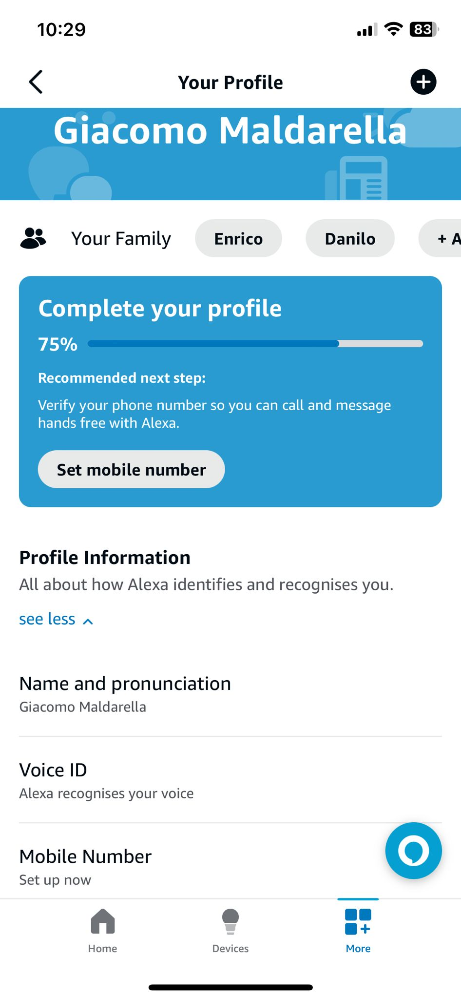 10:29
83
Your Profile
Giacomo Maldarella
Your Family
Enrico
Danilo
+ A
Complete your profile
75%
Recommended next step:
Verify your phone number so you can call and message
hands free with Alexa.
Set mobile number
Profile Information
All about how Alexa identifies and recognises you.
see less
Name and pronunciation
Giacomo Maldarella
Voice ID
Alexa recognises your voice
Mobile Number
Set up now
Home
Devices
More